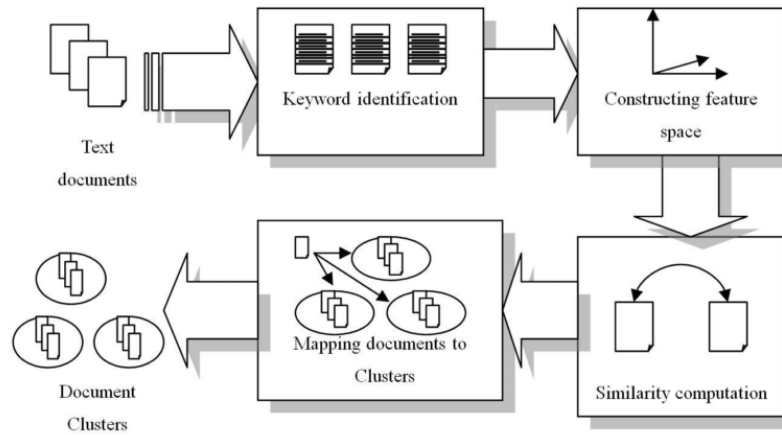 Text
documents
Keyword identification
Constructing feature
space
Similarity computation
Mapping documents to
Clusters
Document
Clusters